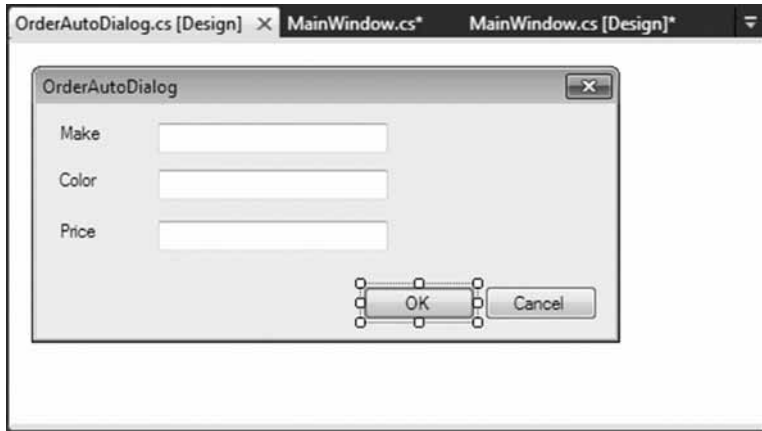 OrderAutoDialog.cs [Design] MainWindow.cs* MainWindow.cs [Design]*
OrderAutoDialog
Make
Color
Price
OK Cancel